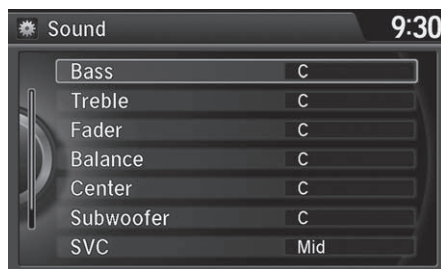 Sound 9:30
Bass C
Treble C
Fader C
Balance C
Center C
Subwoofer C
SVC Mid